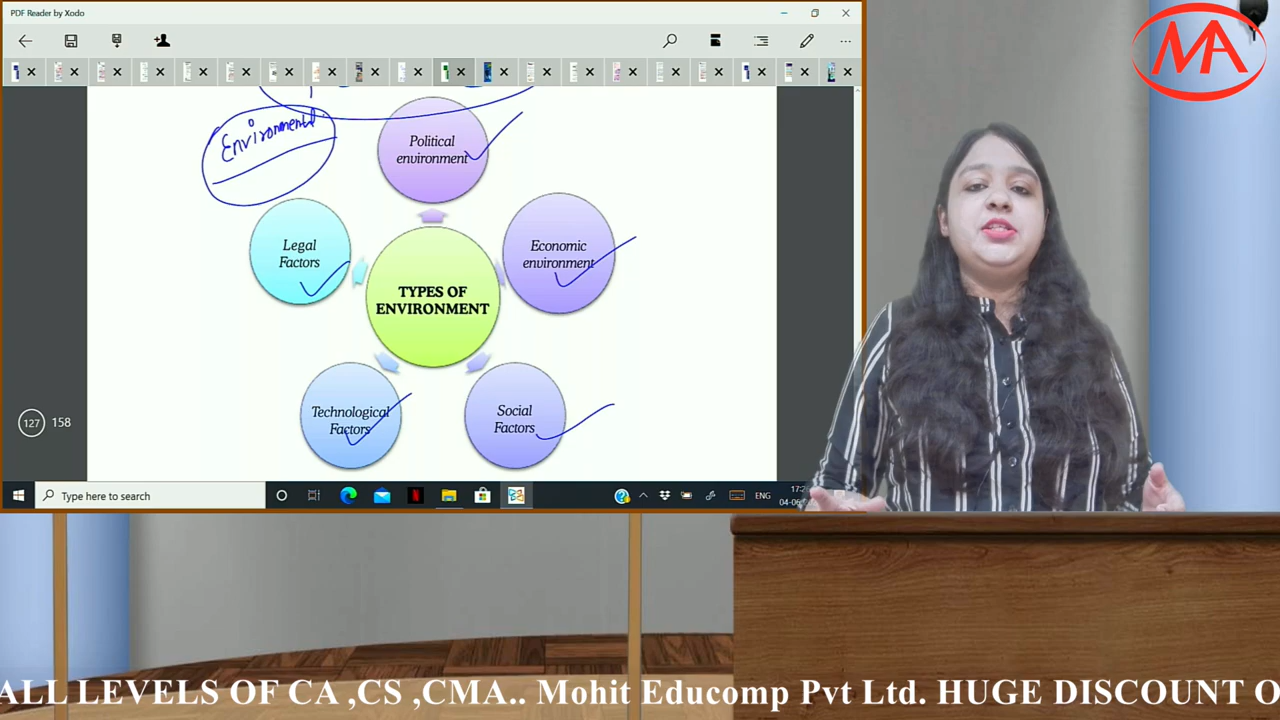 PDF Reader by Xodo
MA
Environmental
Political
environment
Legal
Factors
Economic
environment
TYPES OF
ENVIRONMENT
Technological
Factors
Social
Factors
127 158
Type here to search
ENG
ALL LEVELS OF CA ,CS ,CMA.. Mohit Educomp Pvt Ltd. HUGE DISCOUNT O